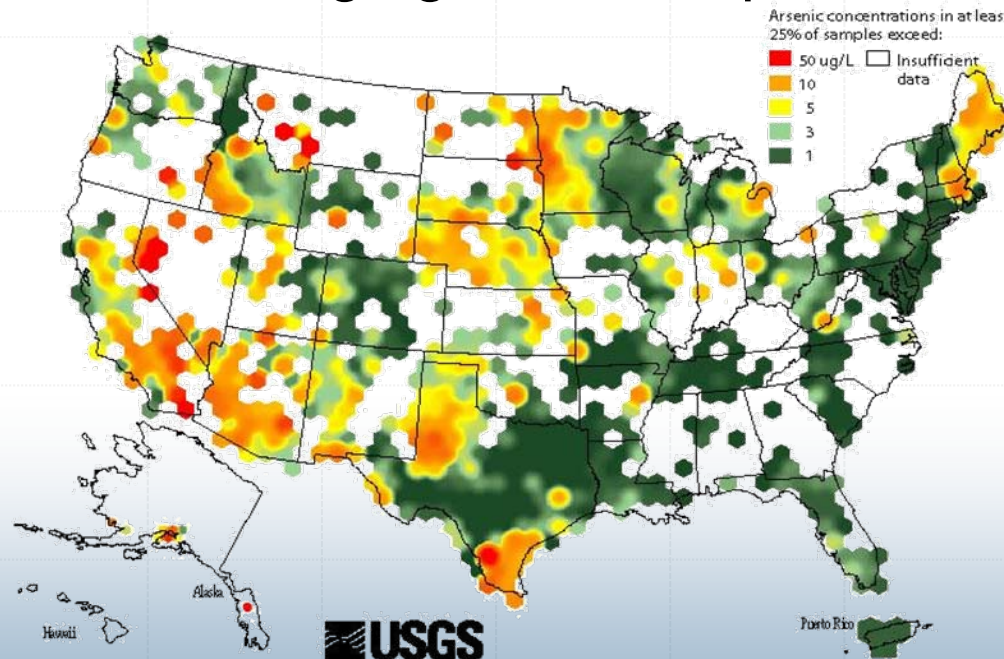 Arsenic concentrations in at least
25% of samples exceed:
50 ug/L
Insufficient
data
10
5
3
1
Alaska
Hawaii
USGS
Puerto Rico